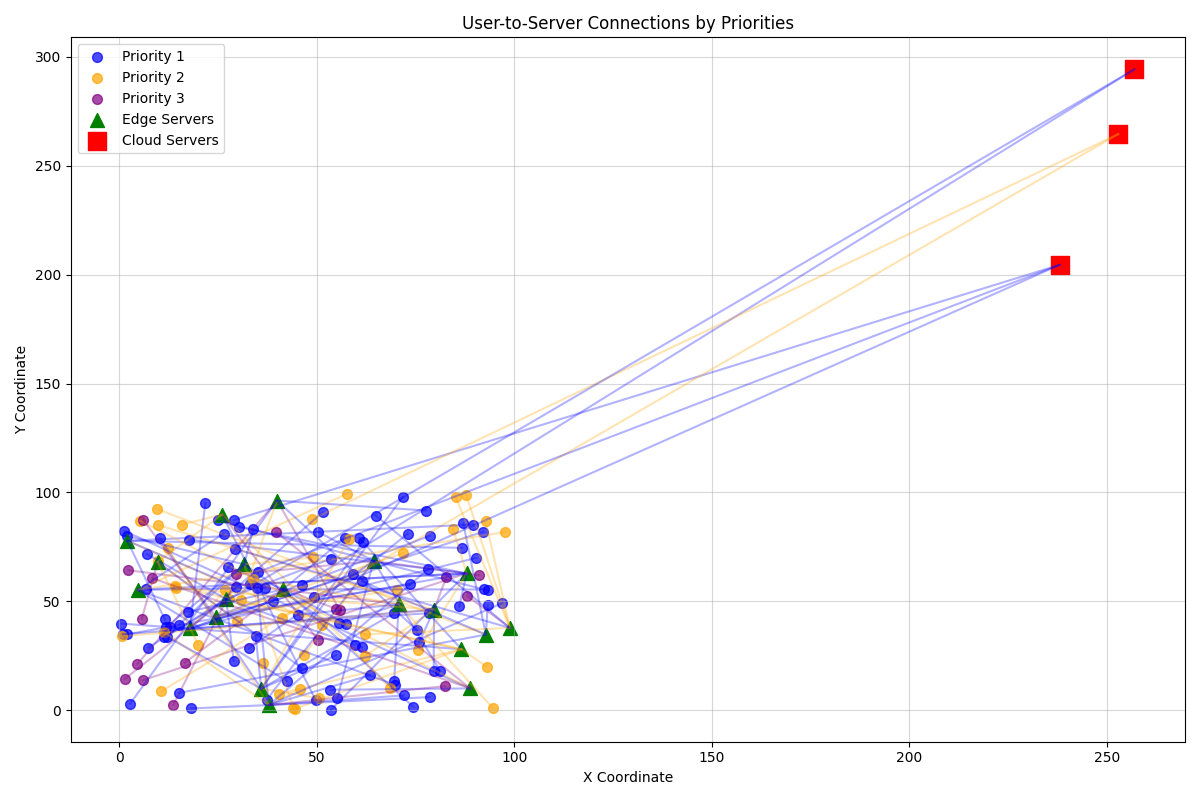 User-to-Server Connections by Priorities
Priority 1
Priority 2
Priority 3
Edge Servers
Cloud Servers
300
250
200
150
100
50
0
Y Coordinate
0 50 100 150 200 250
X Coordinate